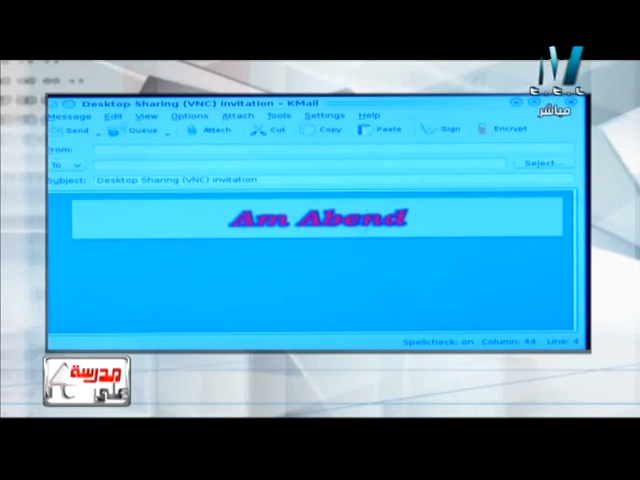 Desktop Sharing (VNC) invitation - KMail
Message Edit View Options Attach Tools Settings Help
Send Queue Attach Cut Copy Paste Sign Encrypt
From:
To Select...
Subject: Desktop Sharing (VNC) invitation
Am Abend
Spellcheck: on Column: 44 Line: 4
مباشر
مدرسة
على